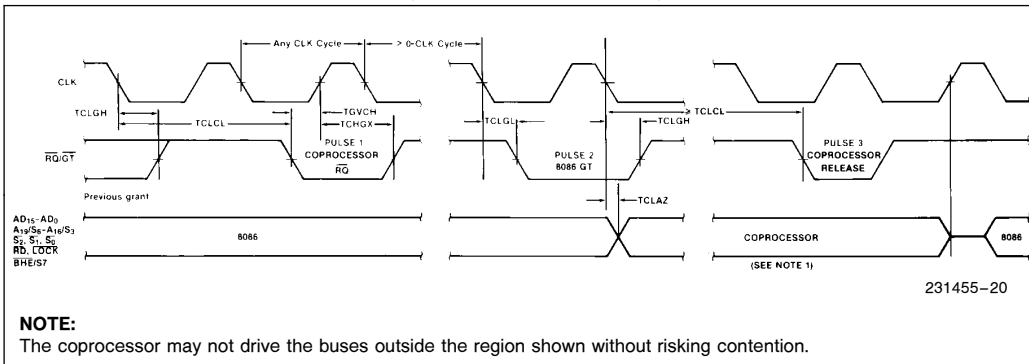 Any CLK Cycle
> 0-CLK Cycle
CLK
TCLGH
TCLCL
TGVCH
TCHGX
TCLGL
TCLGH
≥ TCLCL
RQ/GT
PULSE 1
COPROCESSOR
RQ
PULSE 2
8086 GT
PULSE 3
COPROCESSOR
RELEASE
Previous grant
TCLAZ
AD15-AD0
A19/S6-A16/S3
S2, S1, S0
RD, LOCK
BHE/S7
8086
COPROCESSOR
8086
(SEE NOTE 1)
231455-20
NOTE:
The coprocessor may not drive the buses outside the region shown without risking contention.